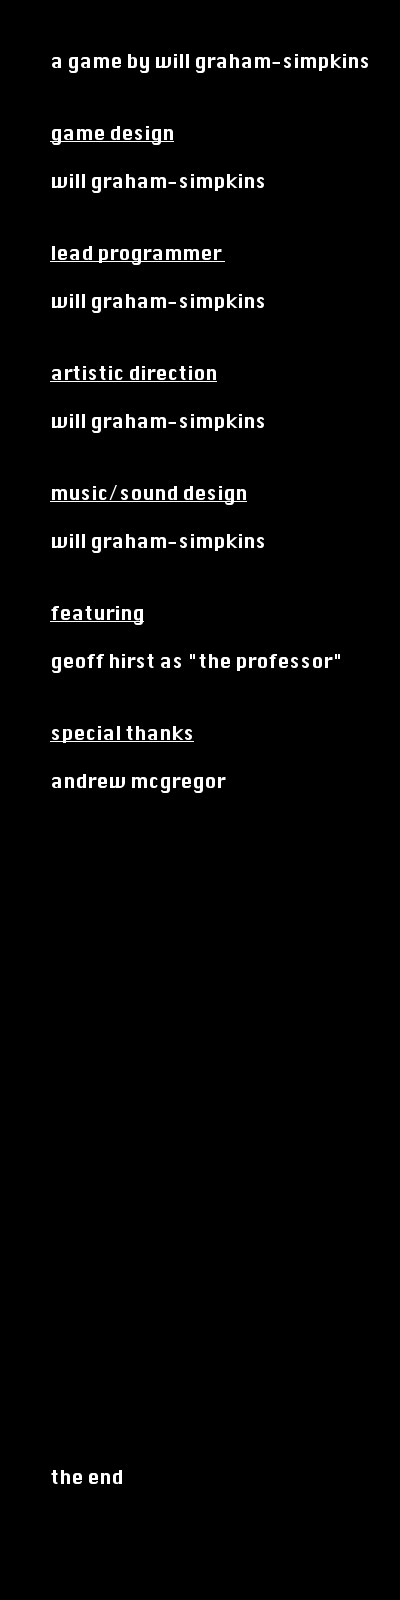 a game by will graham-simpkins
game design
will graham-simpkins
lead programmer
will graham-simpkins
artistic direction
will graham-simpkins
music/sound design
will graham-simpkins
featuring
geoff hirst as "the professor"
special thanks
andrew mcgregor
the end